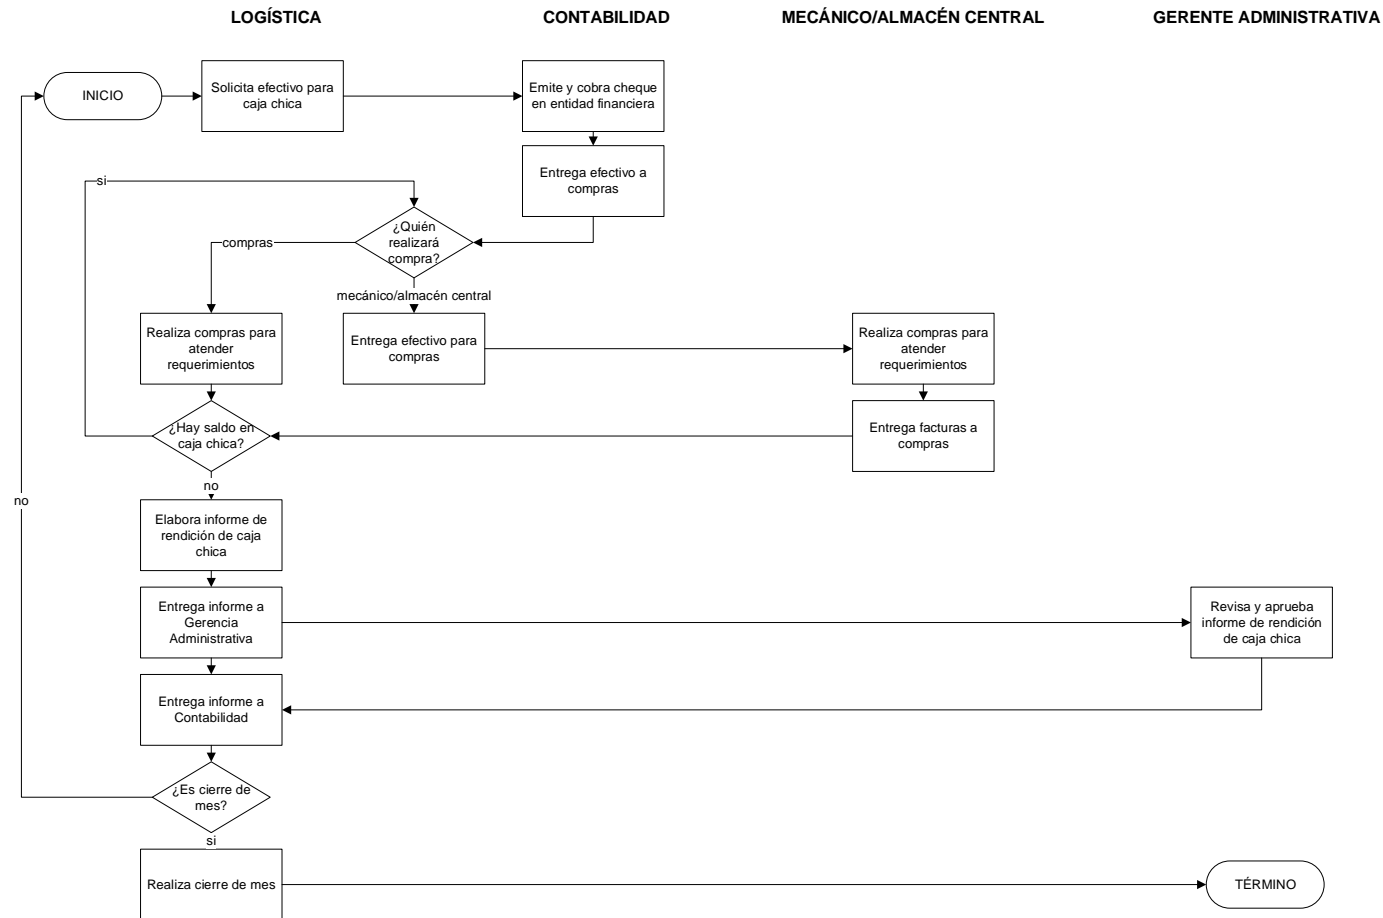 LOGÍSTICA
CONTABILIDAD
MECÁNICO/ALMACÉN CENTRAL
GERENTE ADMINISTRATIVA
INICIO
Solicita efectivo para
caja chica
Emite y cobra cheque
en entidad financiera
Entrega efectivo a
compras
si
¿Quién
realizará
compra?
compras
mecánico/almacén central
Realiza compras para
atender
requerimientos
Entrega efectivo para
compras
Realiza compras para
atender
requerimientos
¿Hay saldo en
caja chica?
Entrega facturas a
compras
no
no
Elabora informe de
rendición de caja
chica
Entrega informe a
Gerencia
Administrativa
Revisa y aprueba
informe de rendición
de caja chica
Entrega informe a
Contabilidad
¿Es cierre de
mes?
si
Realiza cierre de mes
TÉRMINO